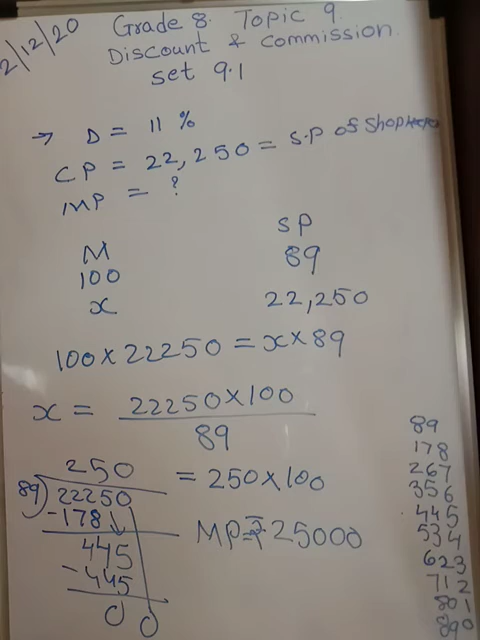 2/12/20
Grade 8. Topic 9.
Discount & Commission.
set 9.1
→ D = 11 %
CP = 22,250 = S.P of
MP = ?
M SP
100 89
x 22,250
100 × 22250 = x × 89
x = 22250×100
89
= 250×100
MP = ₹ 25000
250
89)22250
-178↓
445
- 445
0 0
89
178
267
356
445
534
623
712
801
890